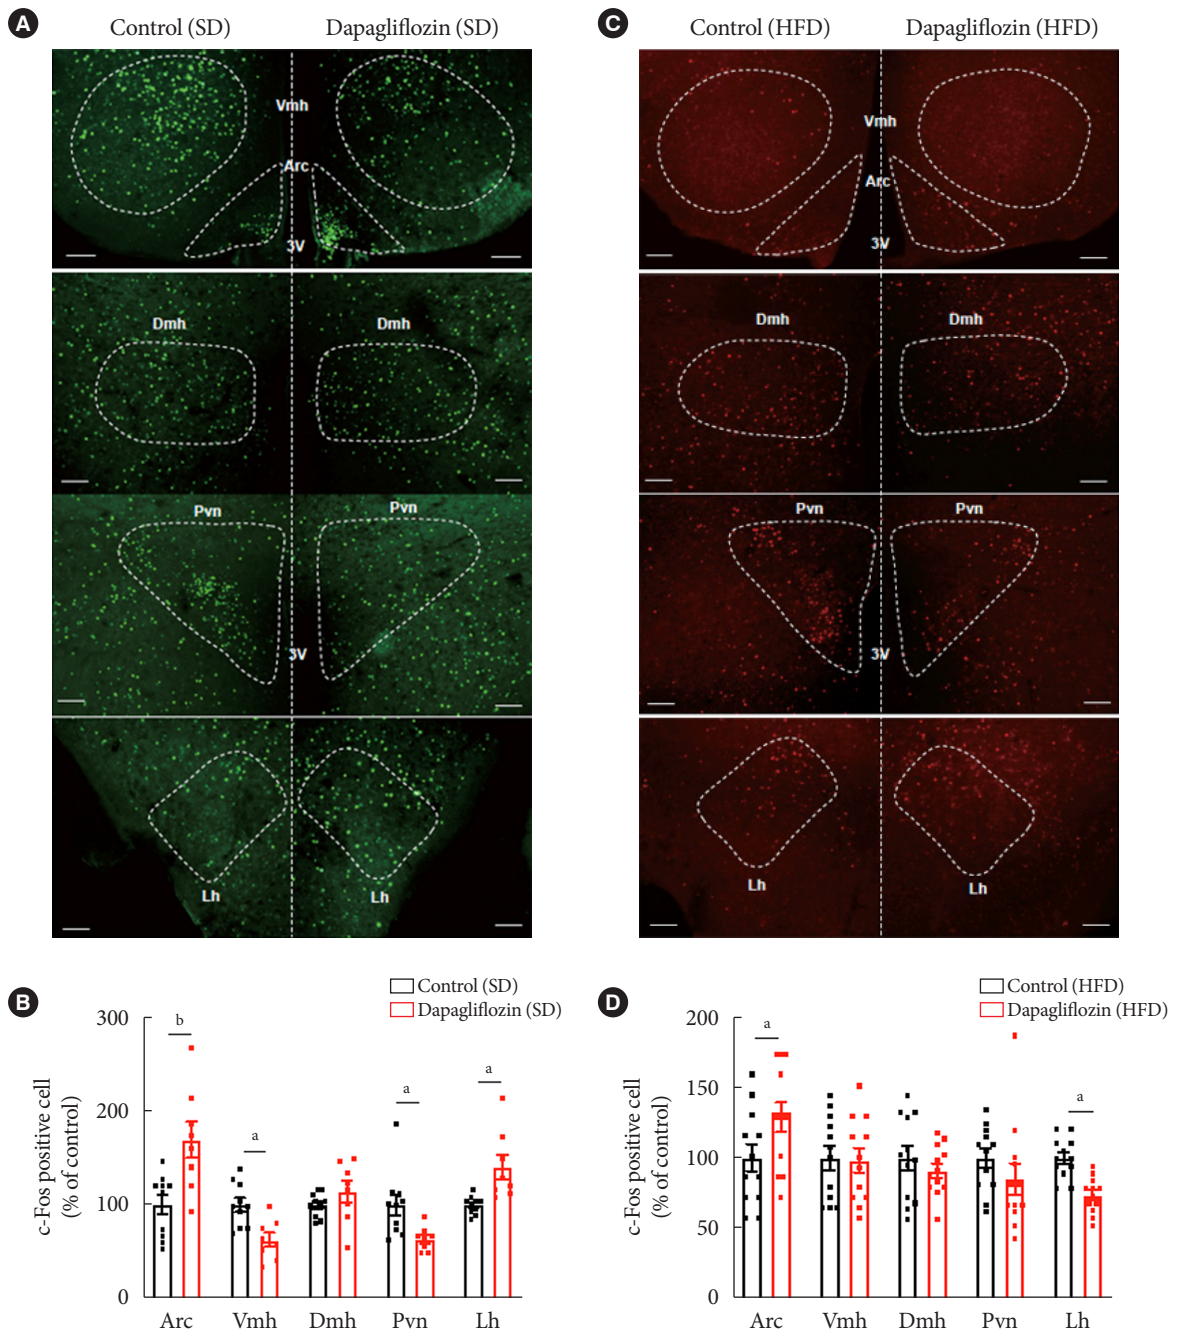 A
Control (SD)
Dapagliflozin (SD)
Vmh
Arc
3V
Dmh
Dmh
Pvn
Pvn
3V
Lh
Lh
C
Control (HFD)
Dapagliflozin (HFD)
Vmh
Arc
3V
Dmh
Dmh
Pvn
Pvn
3V
Lh
Lh
B
Control (SD)
Dapagliflozin (SD)
c-Fos positive cell
(% of control)
300
200
100
0
b
a
a
a
Arc
Vmh
Dmh
Pvn
Lh
D
Control (HFD)
Dapagliflozin (HFD)
c-Fos positive cell
(% of control)
200
150
100
50
0
a
a
Arc
Vmh
Dmh
Pvn
Lh